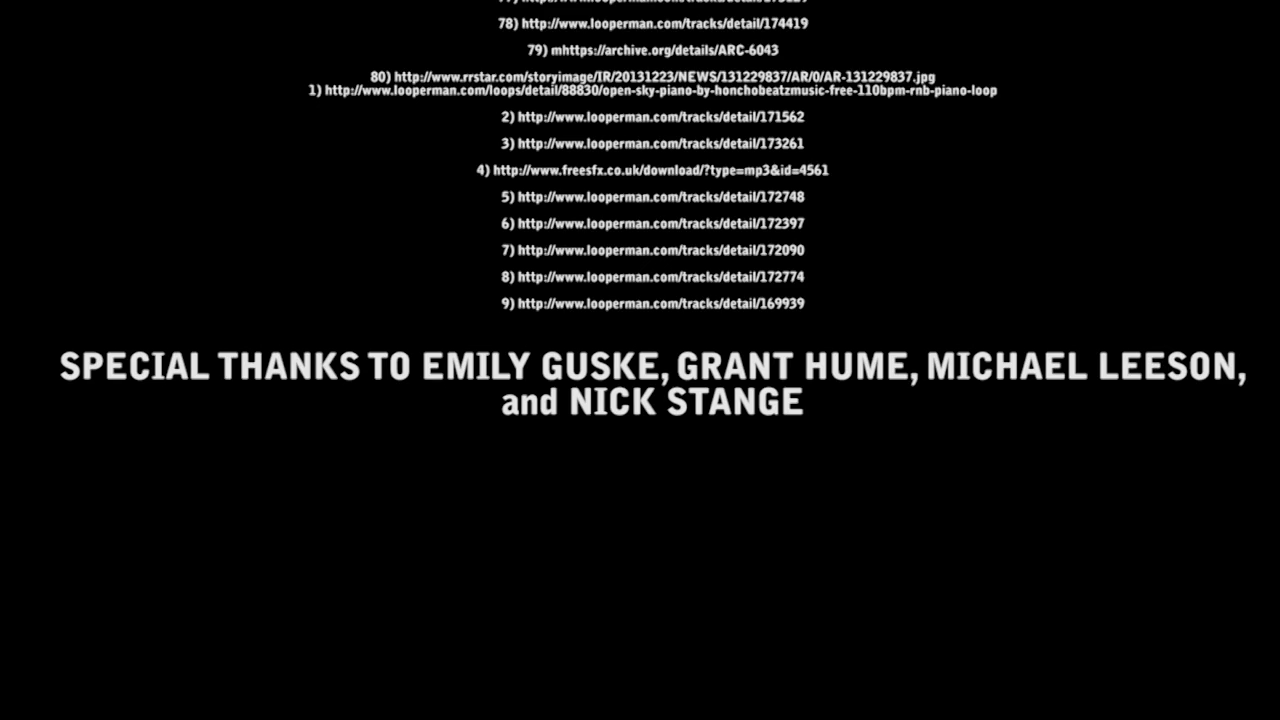 78) http://www.looperman.com/tracks/detail/174419
79) mhttps://archive.org/details/ARC-6043
80) http://www.rrstar.com/storyimage/IR/20131223/NEWS/131229837/AR/0/AR-131229837.jpg
1) http://www.looperman.com/loops/detail/88830/open-sky-piano-by-honchobeatzmusic-free-110bpm-rnb-piano-loop
2) http://www.looperman.com/tracks/detail/171562
3) http://www.looperman.com/tracks/detail/173261
4) http://www.freesfx.co.uk/download/?type=mp3&id=4561
5) http://www.looperman.com/tracks/detail/172748
6) http://www.looperman.com/tracks/detail/172397
7) http://www.looperman.com/tracks/detail/172090
8) http://www.looperman.com/tracks/detail/172774
9) http://www.looperman.com/tracks/detail/169939
SPECIAL THANKS TO EMILY GUSKE, GRANT HUME, MICHAEL LEESON,
and NICK STANGE